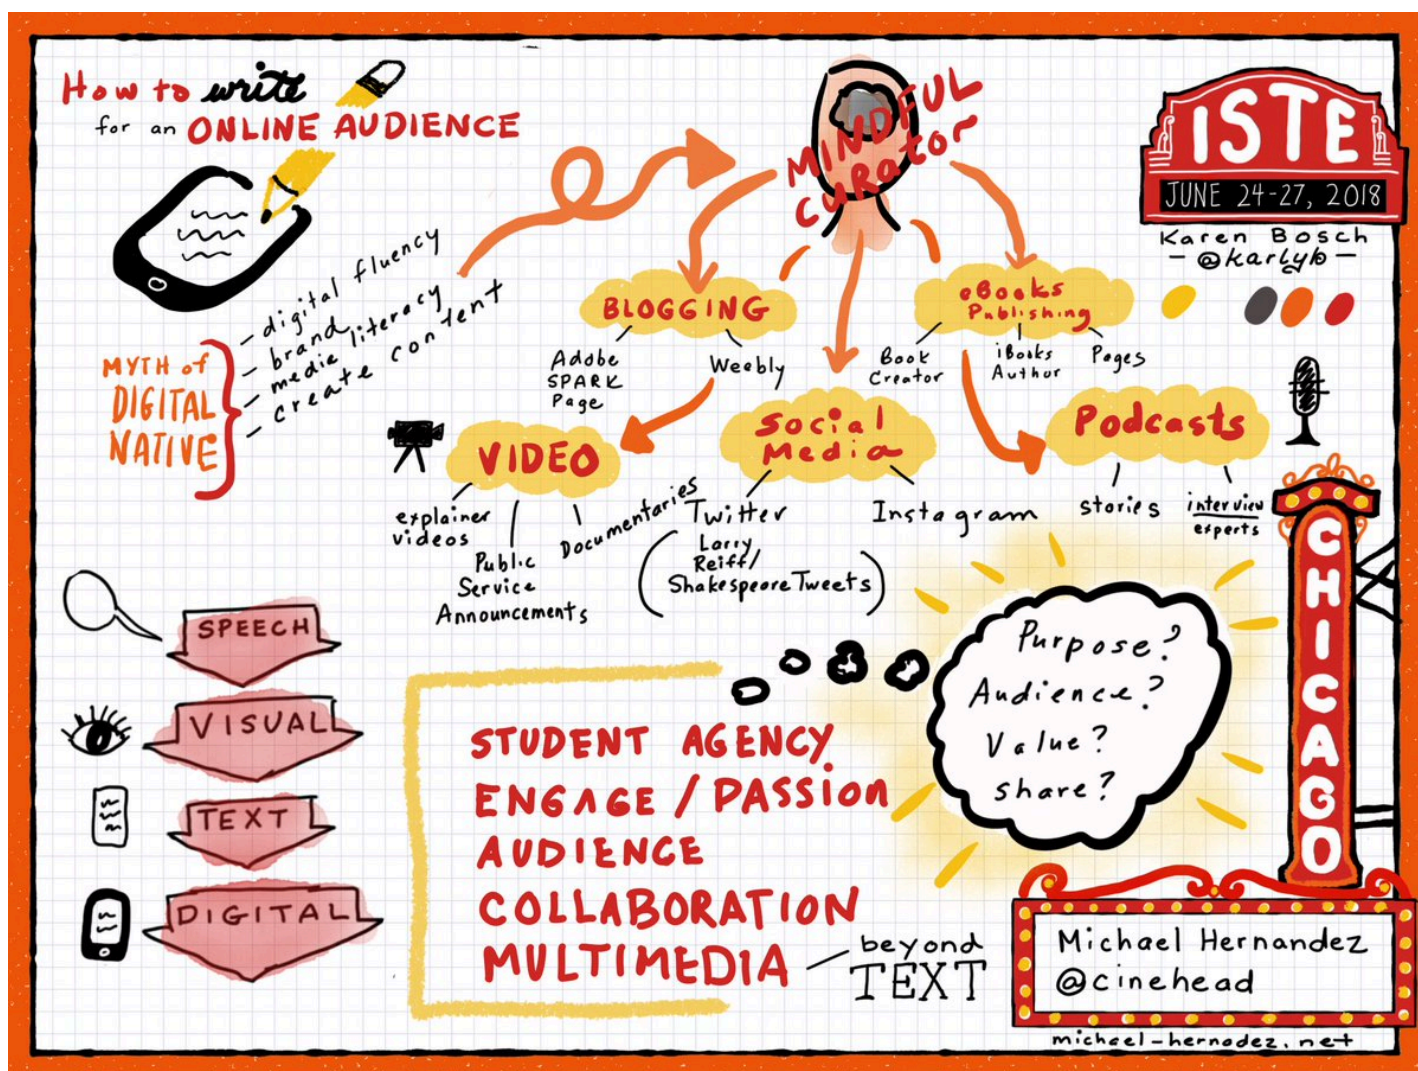 How to write
for an ONLINE AUDIENCE
MINDFUL
CURATOR
ISTE
JUNE 24-27, 2018
Karen Bosch
- @karlyb -
MYTH of
DIGITAL
NATIVE
- digital fluency
- brand
- media literacy
- create content
BLOGGING
Adobe
SPARK
Page
Weebly
eBooks
Publishing
Book
Creator
iBooks
Author
Pages
VIDEO
explainer
videos
Public
Service
Announcements
Documentaries
Social
Media
Twitter
(Larry
Reiff/
Shakespeare Tweets)
Instagram
Podcasts
stories
interview
experts
CHICAGO
SPEECH
VISUAL
TEXT
DIGITAL
STUDENT AGENCY
ENGAGE / PASSION
AUDIENCE
COLLABORATION
MULTIMEDIA - beyond
TEXT
Purpose?
Audience?
Value?
share?
Michael Hernandez
@cinehead
michael-hernadez.net